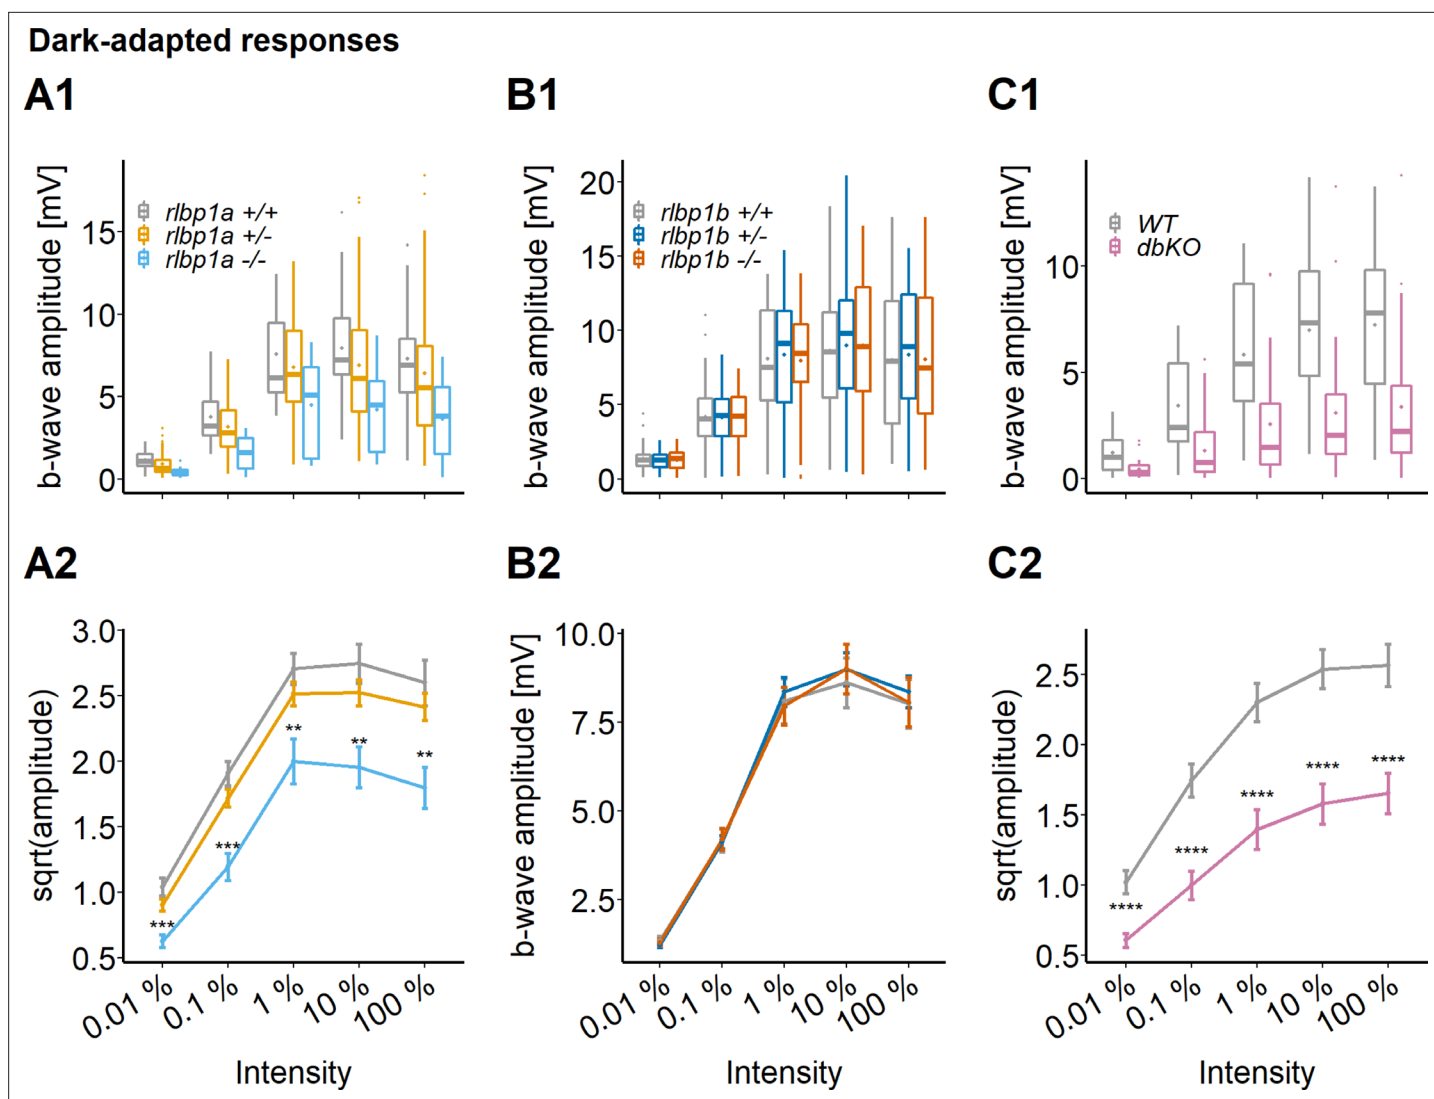 Dark-adapted responses
A1
B1
C1
b-wave amplitude [mV]
15
10
5
0
rlbp1a +/+
rlbp1a +/-
rlbp1a -/-
b-wave amplitude [mV]
20
15
10
5
0
rlbp1b +/+
rlbp1b +/-
rlbp1b -/-
b-wave amplitude [mV]
10
5
0
WT
dbKO
A2
B2
C2
sqrt(amplitude)
3.0
2.5
2.0
1.5
1.0
0.5
***
***
**
**
**
0.01 %
0.1 %
1 %
10 %
100 %
Intensity
b-wave amplitude [mV]
10.0
7.5
5.0
2.5
0.01 %
0.1 %
1 %
10 %
100 %
Intensity
sqrt(amplitude)
2.5
2.0
1.5
1.0
0.5
****
****
****
****
****
0.01 %
0.1 %
1 %
10 %
100 %
Intensity